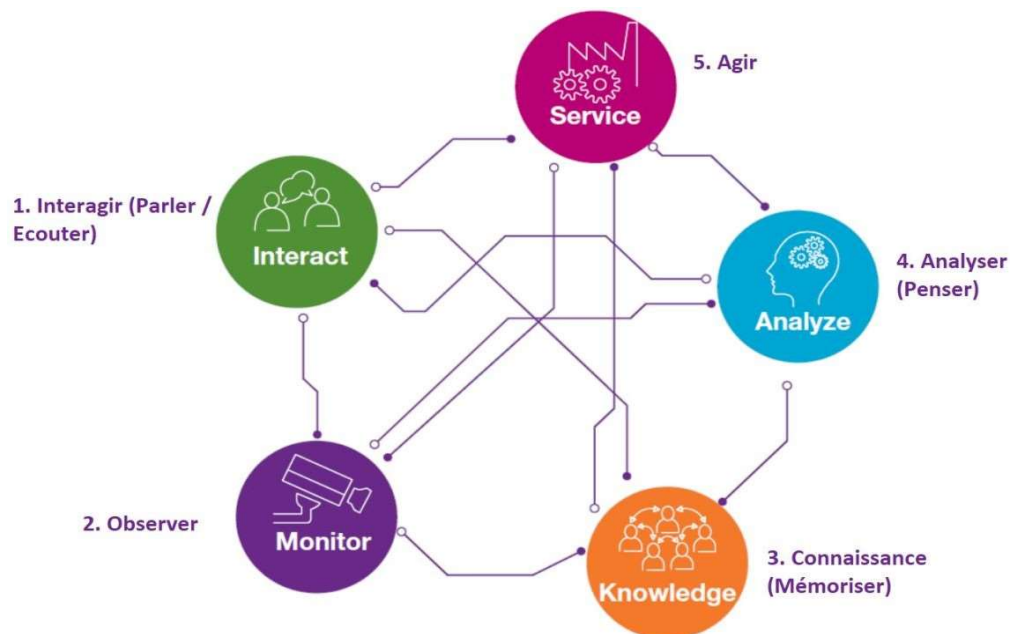 5. Agir
Service
1. Interagir (Parler /
Ecouter)
Interact
4. Analyser
(Penser)
Analyze
2. Observer
Monitor
3. Connaissance
(Mémoriser)
Knowledge